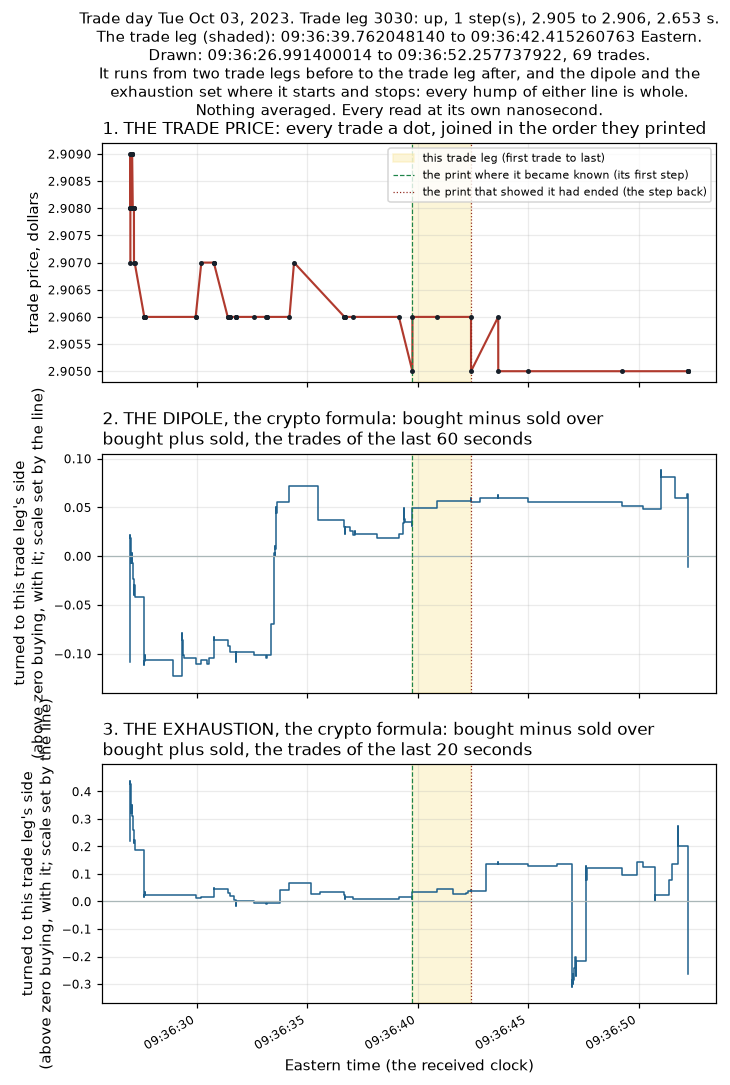 Trade day Tue Oct 03, 2023. Trade leg 3030: up, 1 step(s), 2.905 to 2.906, 2.653 s.
The trade leg (shaded): 09:36:39.762048140 to 09:36:42.415260763 Eastern.
Drawn: 09:36:26.991400014 to 09:36:52.257737922, 69 trades.
It runs from two trade legs before to the trade leg after, and the dipole and the
exhaustion set where it starts and stops: every hump of either line is whole.
Nothing averaged. Every read at its own nanosecond.
1. THE TRADE PRICE: every trade a dot, joined in the order they printed
this trade leg (first trade to last)
the print where it became known (its first step)
the print that showed it had ended (the step back)
trade price, dollars
2.9090
2.9085
2.9080
2.9075
2.9070
2.9065
2.9060
2.9055
2.9050
2. THE DIPOLE, the crypto formula: bought minus sold over
bought plus sold, the trades of the last 60 seconds
turned to this trade leg's side
(above zero buying, with it; scale set by the line)
0.10
0.05
0.00
−0.05
−0.10
3. THE EXHAUSTION, the crypto formula: bought minus sold over
bought plus sold, the trades of the last 20 seconds
turned to this trade leg's side
(above zero buying, with it; scale set by the line)
0.4
0.3
0.2
0.1
0.0
−0.1
−0.2
−0.3
09:36:30
09:36:35
09:36:40
09:36:45
09:36:50
Eastern time (the received clock)